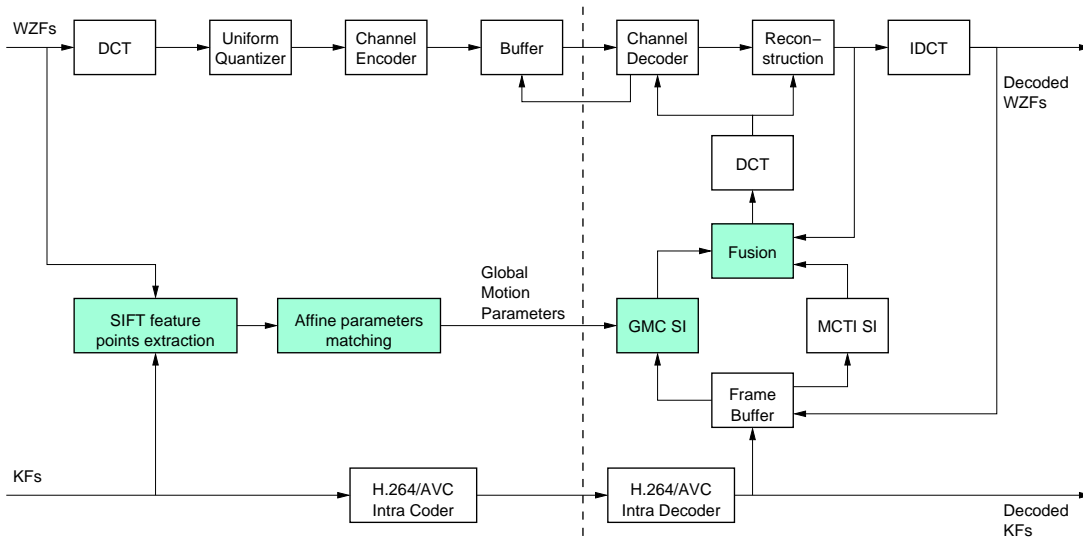 WZFs
DCT
Uniform
Quantizer
Channel
Encoder
Buffer
Channel
Decoder
Recon−
struction
IDCT
Decoded
WZFs
DCT
Fusion
Global
Motion
Parameters
SIFT feature
points extraction
Affine parameters
matching
GMC SI
MCTI SI
Frame
Buffer
KFs
H.264/AVC
Intra Coder
H.264/AVC
Intra Decoder
Decoded
KFs